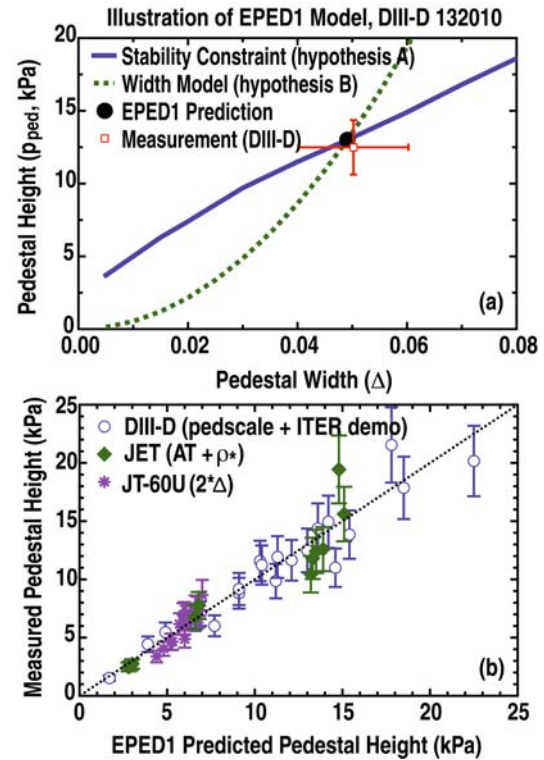 Illustration of EPED1 Model, DIII-D 132010
20
Stability Constraint (hypothesis A)
Width Model (hypothesis B)
15
EPED1 Prediction
Measurement (DIII-D)
10
5
0
(a)
Pedestal Height (pped, kPa)
0.00 0.02 0.04 0.06 0.08
Pedestal Width (Δ)
25
DIII-D (pedscale + ITER demo)
JET (AT + ρ*)
20
JT-60U (2*Δ)
15
10
5
0
(b)
Measured Pedestal Height (kPa)
0 5 10 15 20 25
EPED1 Predicted Pedestal Height (kPa)